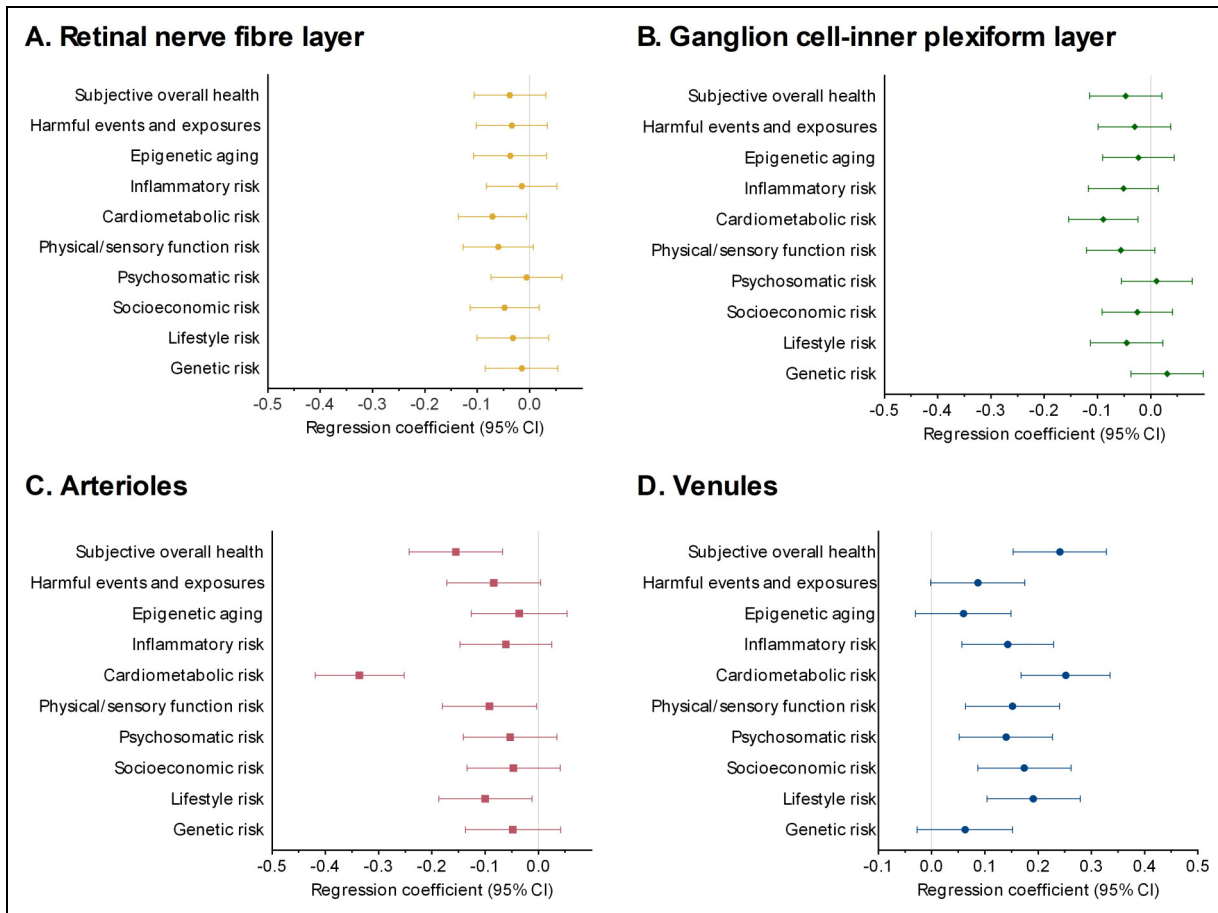 A. Retinal nerve fibre layer
Subjective overall health
Harmful events and exposures
Epigenetic aging
Inflammatory risk
Cardiometabolic risk
Physical/sensory function risk
Psychosomatic risk
Socioeconomic risk
Lifestyle risk
Genetic risk
-0.5 -0.4 -0.3 -0.2 -0.1 0.0
Regression coefficient (95% CI)
B. Ganglion cell-inner plexiform layer
Subjective overall health
Harmful events and exposures
Epigenetic aging
Inflammatory risk
Cardiometabolic risk
Physical/sensory function risk
Psychosomatic risk
Socioeconomic risk
Lifestyle risk
Genetic risk
-0.5 -0.4 -0.3 -0.2 -0.1 0.0
Regression coefficient (95% CI)
C. Arterioles
Subjective overall health
Harmful events and exposures
Epigenetic aging
Inflammatory risk
Cardiometabolic risk
Physical/sensory function risk
Psychosomatic risk
Socioeconomic risk
Lifestyle risk
Genetic risk
-0.5 -0.4 -0.3 -0.2 -0.1 0.0
Regression coefficient (95% CI)
D. Venules
Subjective overall health
Harmful events and exposures
Epigenetic aging
Inflammatory risk
Cardiometabolic risk
Physical/sensory function risk
Psychosomatic risk
Socioeconomic risk
Lifestyle risk
Genetic risk
-0.1 0.0 0.1 0.2 0.3 0.4 0.5
Regression coefficient (95% CI)